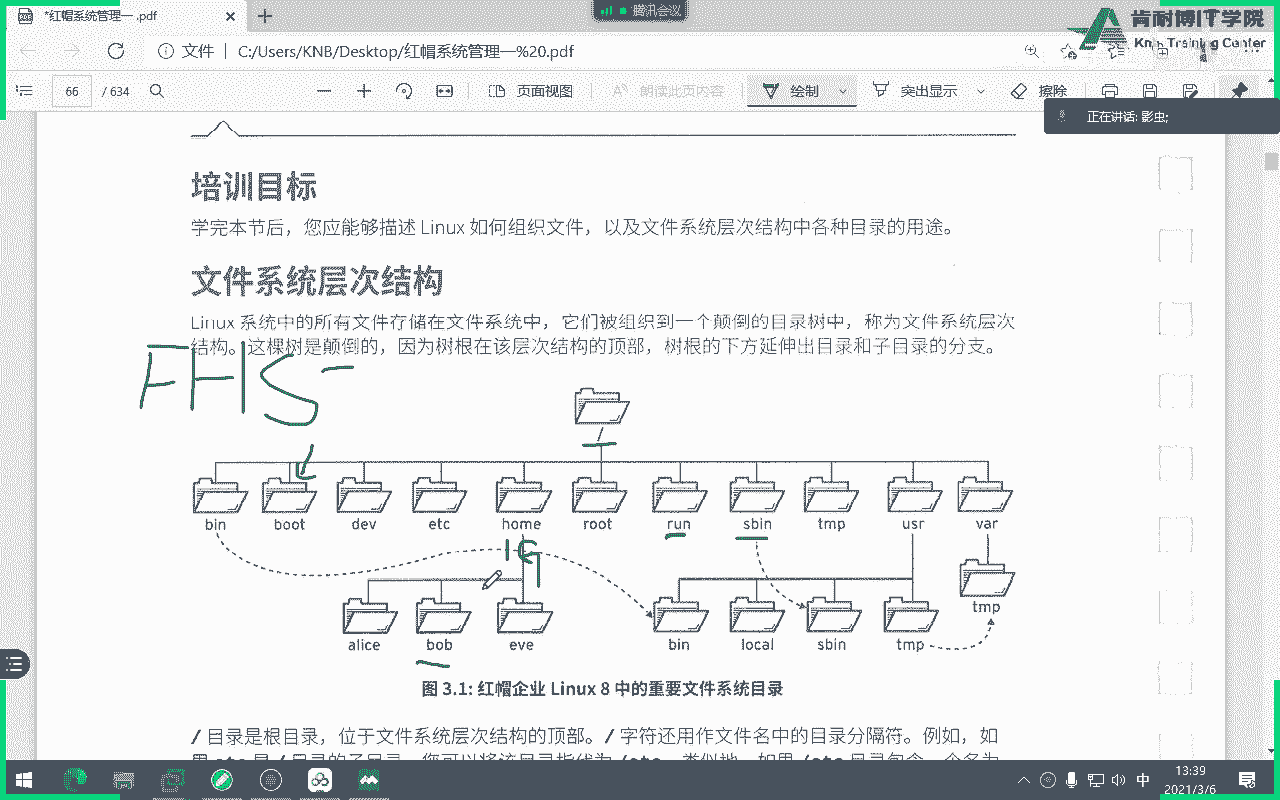 *红帽系统管理一 .pdf
腾讯会议
肯耐博IT学院
KNB Training Center
文件
C:/Users/KNB/Desktop/红帽系统管理一%20.pdf
66 / 634
页面视图
朗读此页内容
绘制
突出显示
擦除
正在讲话: 影虫;
培训目标
学完本节后，您应能够描述 Linux 如何组织文件，以及文件系统层次结构中各种目录的用途。
文件系统层次结构
Linux 系统中的所有文件存储在文件系统中，它们被组织到一个颠倒的目录树中，称为文件系统层次
结构。这棵树是颠倒的，因为树根在该层次结构的顶部，树根的下方延伸出目录和子目录的分支。
FHS
/
bin boot dev etc home root run sbin tmp usr var
1G
alice bob eve bin local sbin tmp tmp
图 3.1: 红帽企业 Linux 8 中的重要文件系统目录
/ 目录是根目录，位于文件系统层次结构的顶部。/ 字符还用作文件名中的目录分隔符。例如，如
中
13:39
2021/3/6